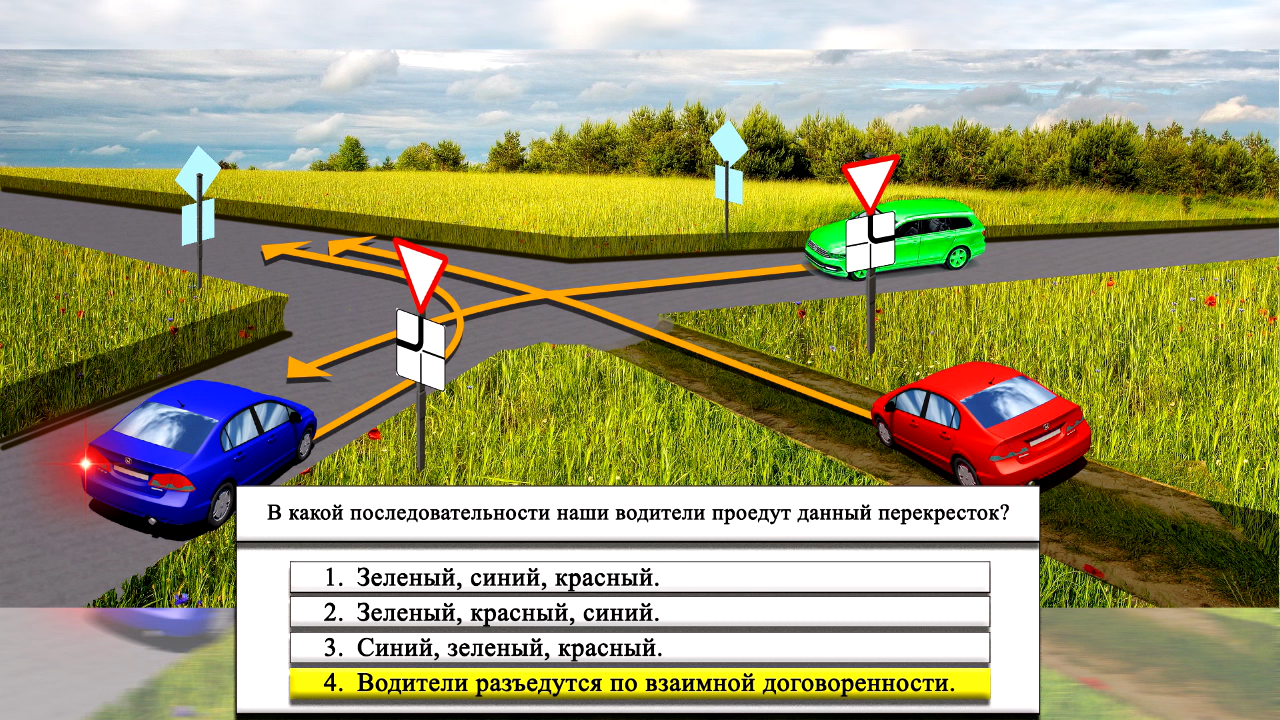 В какой последовательности наши водители проедут данный перекресток?
1. Зеленый, синий, красный.
2. Зеленый, красный, синий.
3. Синий, зеленый, красный.
4. Водители разъедутся по взаимной договоренности.